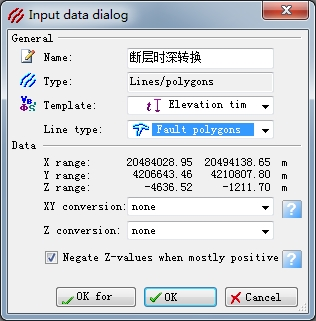 Input data dialog
General
Name: 断层时深转换
Type: Lines/polygons
Template: Elevation tim
Line type: Fault polygons
Data
X range: 20484028.95 20494138.65 m
Y range: 4206643.46 4210807.80 m
Z range: -4636.52 -1211.70 m
XY conversion: none
?
Z conversion: none
Negate Z-values when mostly positive ?
OK for OK Cancel